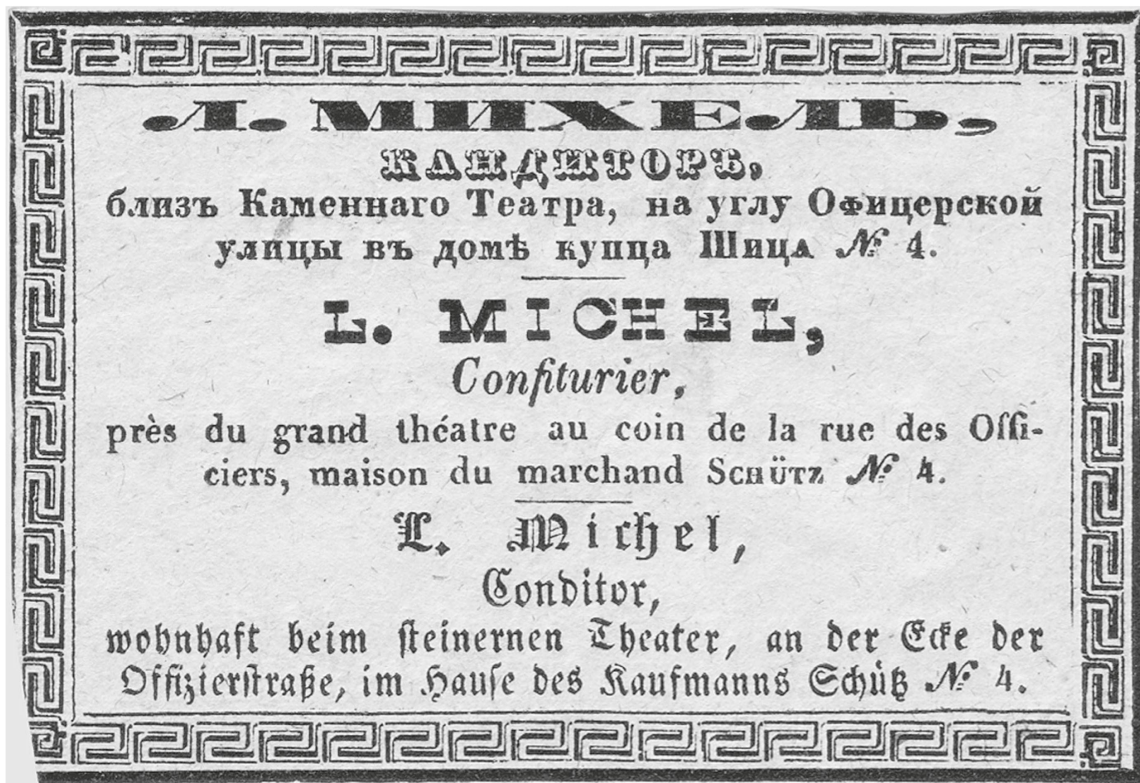 Л. МИХЕЛЬ,
КАНДИТОРЪ,
близъ Каменнаго Театра, на углу Офицерской
улицы въ домѣ купца Шица № 4.
L. MICHEL,
Confiturier,
près du grand théatre au coin de la rue des Offi-
ciers, maison du marchand Schütz № 4.
L. Michel,
Conditor,
wohnhaft beim steinernen Theater, an der Ecke der
Offizierstraße, im Hause des Kaufmanns Schütz № 4.